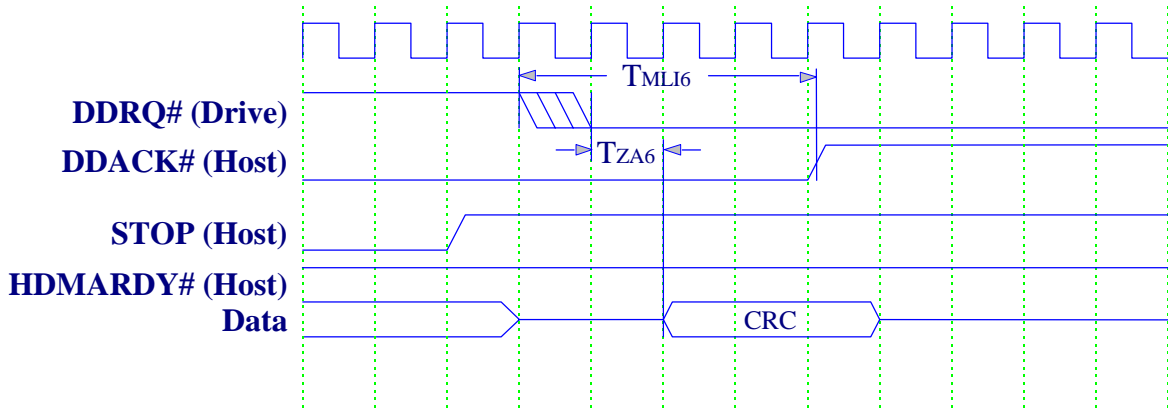 TMLI6
DDRQ# (Drive)
TZA6
DDACK# (Host)
STOP (Host)
HDMARDY# (Host)
Data
CRC